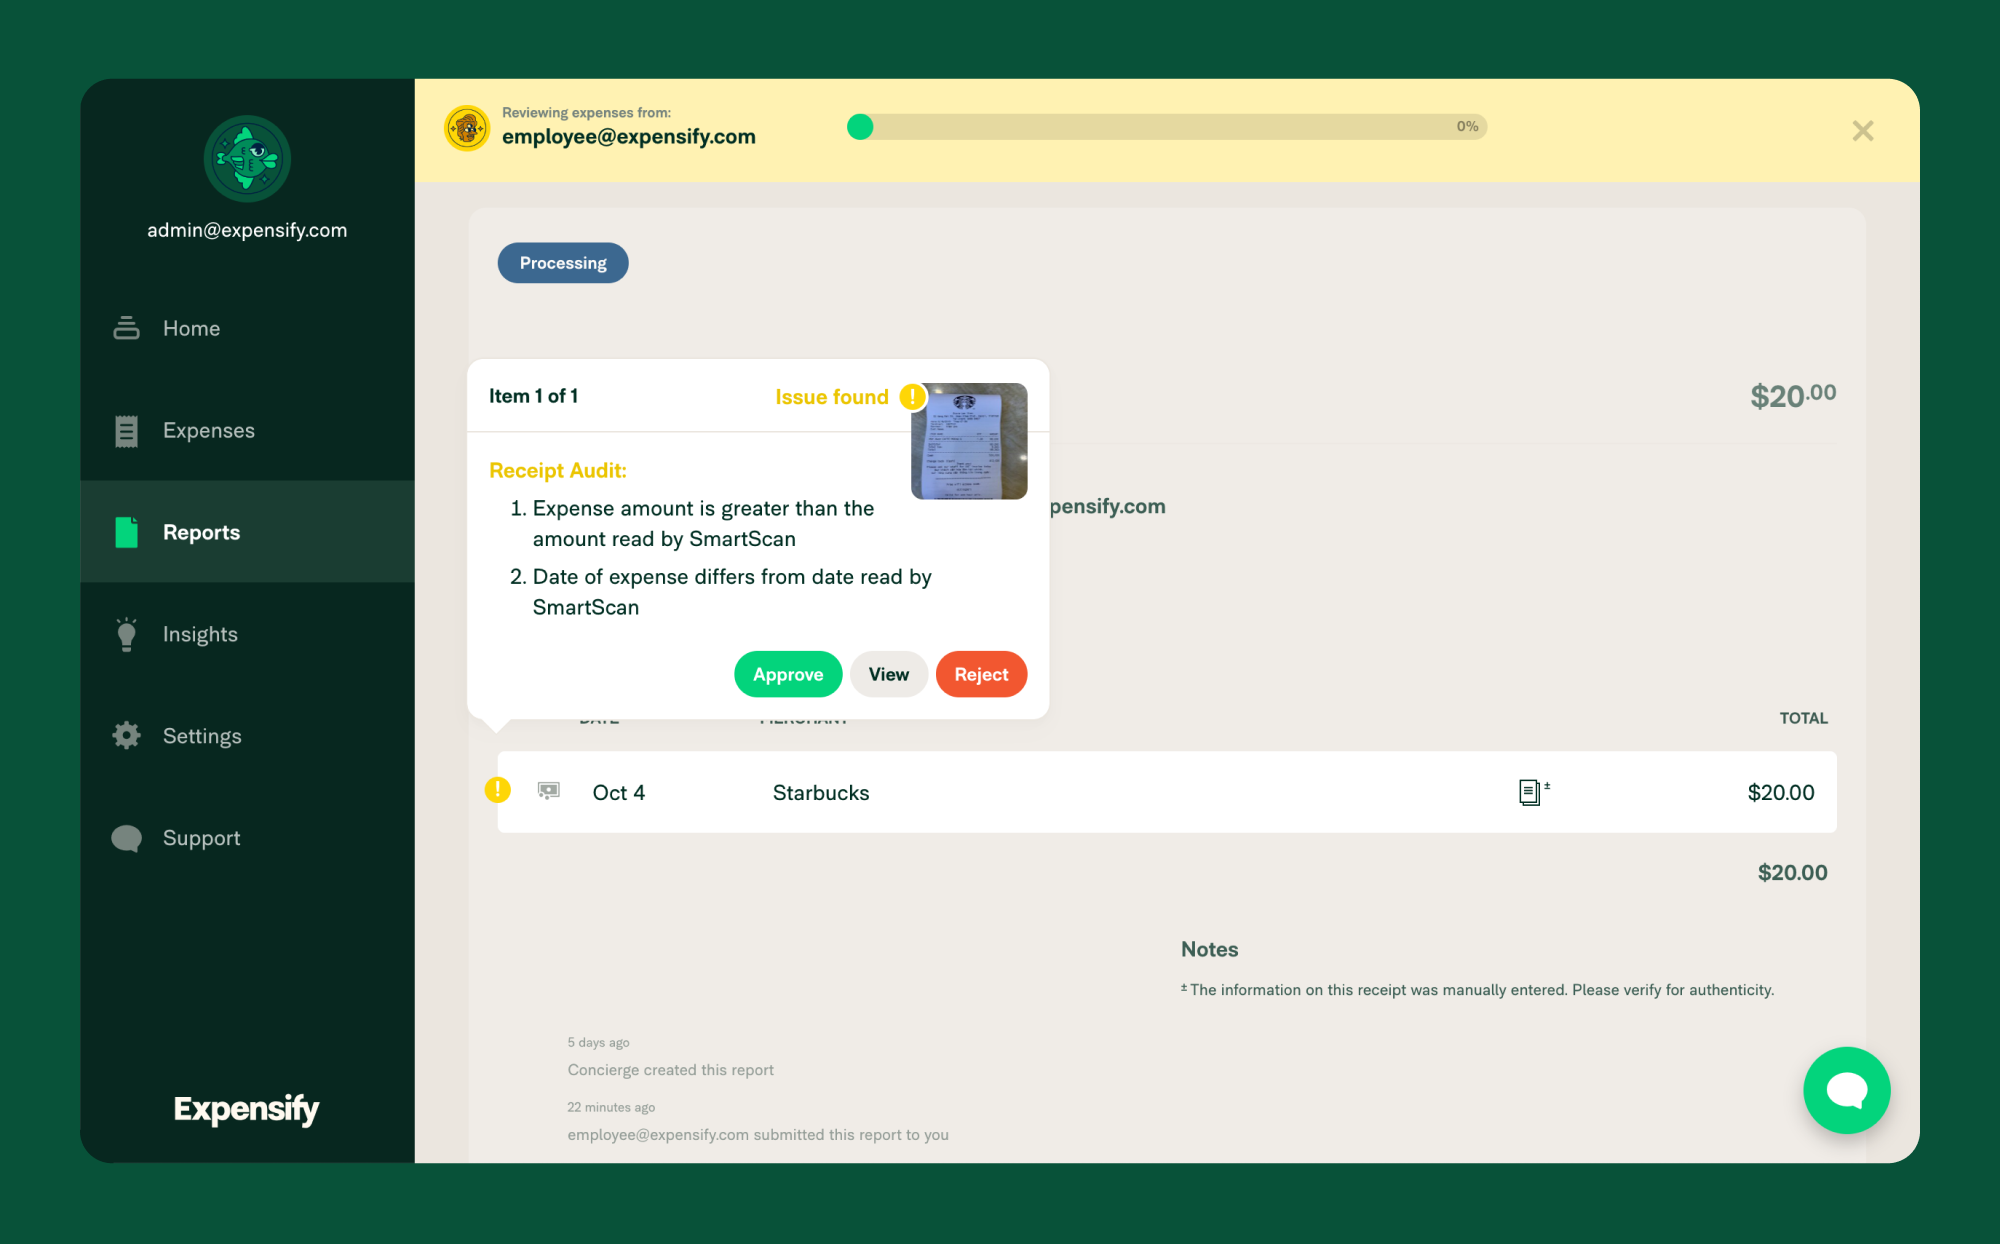 Reviewing expenses from:
employee@expensify.com
0%
admin@expensify.com
Home
Expenses
Reports
Insights
Settings
Support
Expensify
Processing
$20.00
Item 1 of 1
Issue found
!
Receipt Audit:
1. Expense amount is greater than the
amount read by SmartScan
2. Date of expense differs from date read by
SmartScan
Approve
View
Reject
pensify.com
DATE
MERCHANT
TOTAL
!
Oct 4
Starbucks
±
$20.00
$20.00
Notes
± The information on this receipt was manually entered. Please verify for authenticity.
5 days ago
Concierge created this report
22 minutes ago
employee@expensify.com submitted this report to you